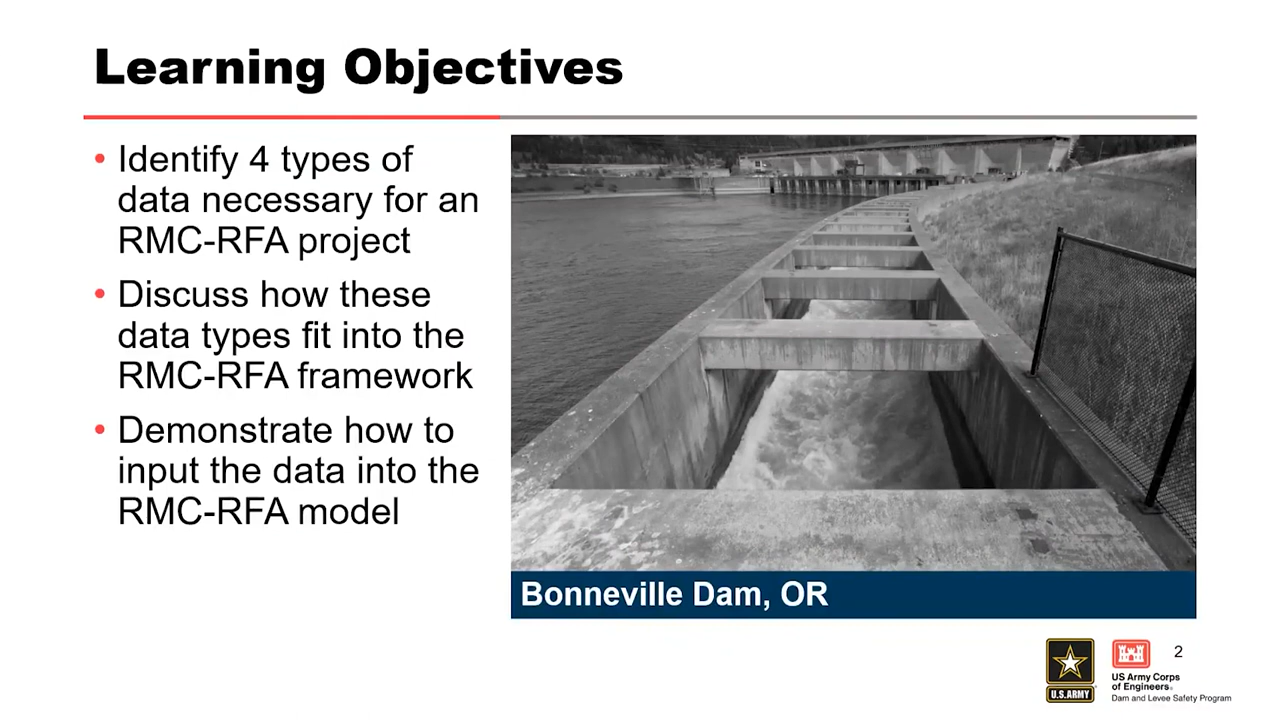 Learning Objectives
• Identify 4 types of
data necessary for an
RMC-RFA project
• Discuss how these
data types fit into the
RMC-RFA framework
• Demonstrate how to
input the data into the
RMC-RFA model
Bonneville Dam, OR
U.S.ARMY
US Army Corps
of Engineers®
Dam and Levee Safety Program
2